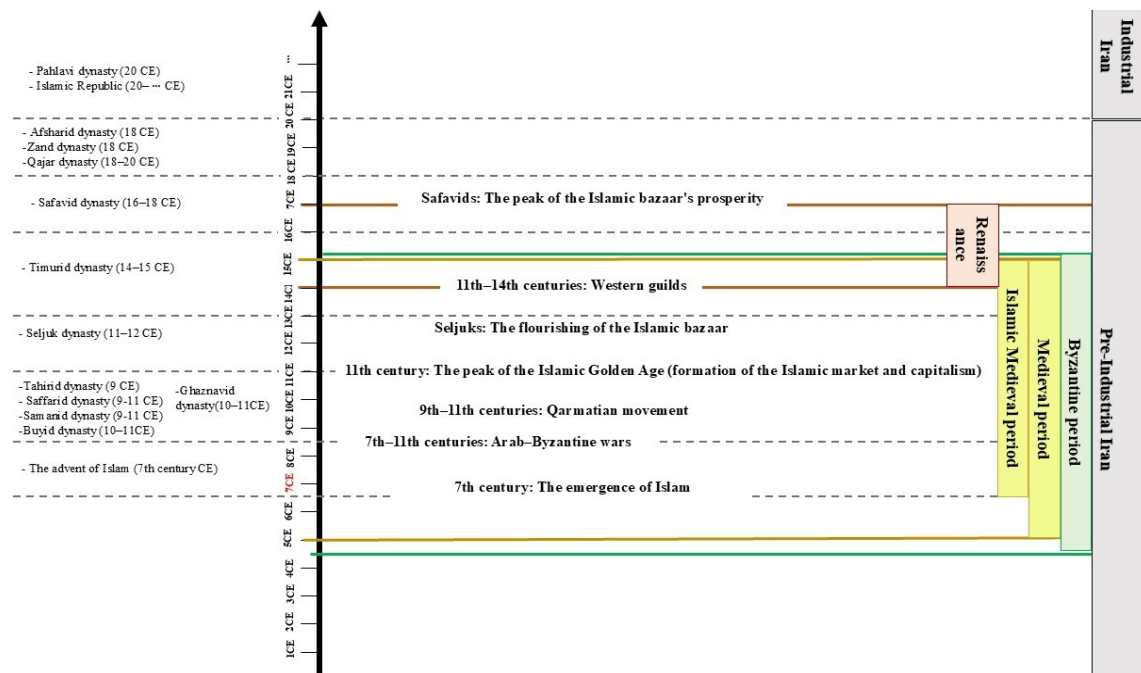 - Pahlavi dynasty (20 CE)
- Islamic Republic (20– ··· CE)
- Afsharid dynasty (18 CE)
-Zand dynasty (18 CE)
-Qajar dynasty (18–20 CE)
- Safavid dynasty (16–18 CE)
- Timurid dynasty (14–15 CE)
- Seljuk dynasty (11–12 CE)
-Tahirid dynasty (9 CE)
- Saffarid dynasty (9-11 CE)
-Samanid dynasty (9-11 CE)
-Buyid dynasty (10–11CE)
-Ghaznavid
dynasty(10–11CE)
- The advent of Islam (7th century CE)
...
21CE
20CE
19CE
18CE
7CE
16CE
15CE
14CE
13CE
12CE
11CE
10CE
9CE
8CE
7CE
6CE
5CE
4CE
3CE
2CE
1CE
Safavids: The peak of the Islamic bazaar's prosperity
11th–14th centuries: Western guilds
Seljuks: The flourishing of the Islamic bazaar
11th century: The peak of the Islamic Golden Age (formation of the Islamic market and capitalism)
9th–11th centuries: Qarmatian movement
7th–11th centuries: Arab–Byzantine wars
7th century: The emergence of Islam
Renaiss
ance
Islamic Medieval period
Medieval period
Byzantine period
Industrial
Iran
Pre-Industrial Iran